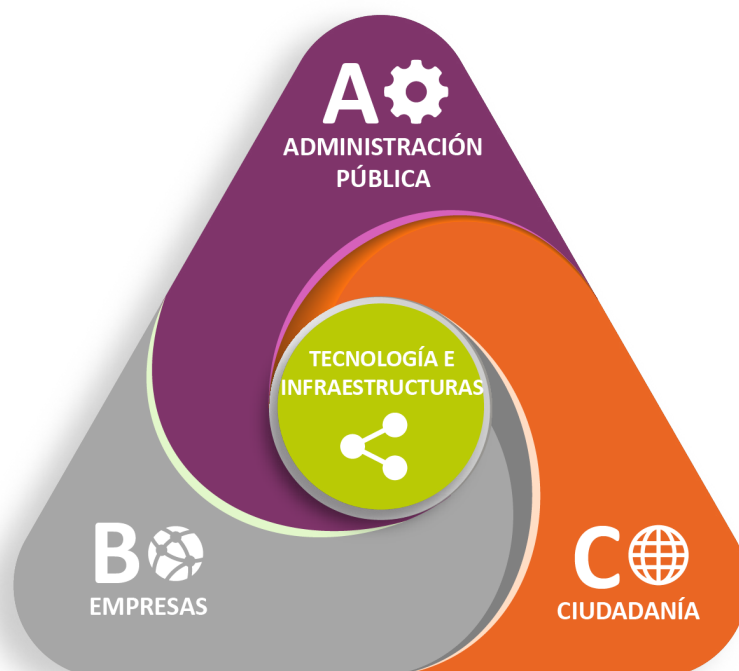 A
ADMINISTRACIÓN
PÚBLICA
TECNOLOGÍA E
INFRAESTRUCTURAS
B
EMPRESAS
C
CIUDADANÍA